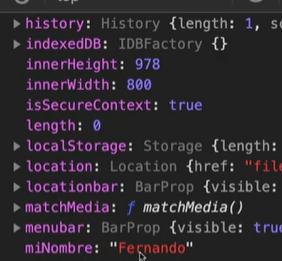 history: History {length: 1, s
indexedDB: IDBFactory {}
innerHeight: 978
innerWidth: 800
isSecureContext: true
length: 0
localStorage: Storage {length:
location: Location {href: "file
locationbar: BarProp {visible:
matchMedia: ƒ matchMedia()
menubar: BarProp {visible: true
miNombre: "Fernando"